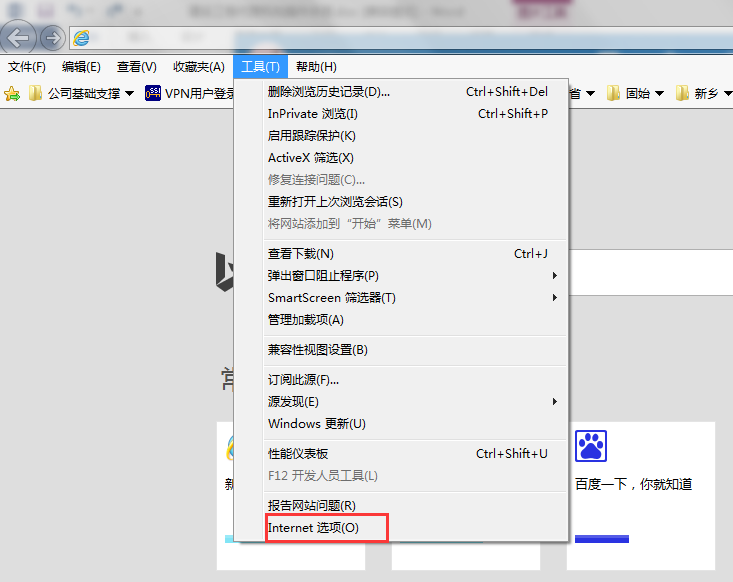 文件(F) 编辑(E) 查看(V) 收藏夹(A) 工具(T) 帮助(H)
公司基础支撑 VPN用户登录 省 固始 新乡
删除浏览历史记录(D)... Ctrl+Shift+Del
InPrivate 浏览(I) Ctrl+Shift+P
启用跟踪保护(K)
ActiveX 筛选(X)
修复连接问题(C)...
重新打开上次浏览会话(S)
将网站添加到“开始”菜单(M)
查看下载(N) Ctrl+J
弹出窗口阻止程序(P)
SmartScreen 筛选器(T)
管理加载项(A)
兼容性视图设置(B)
订阅此源(F)...
源发现(E)
Windows 更新(U)
性能仪表板 Ctrl+Shift+U
F12 开发人员工具(L)
报告网站问题(R)
Internet 选项(O)
常
新
百度一下，你就知道